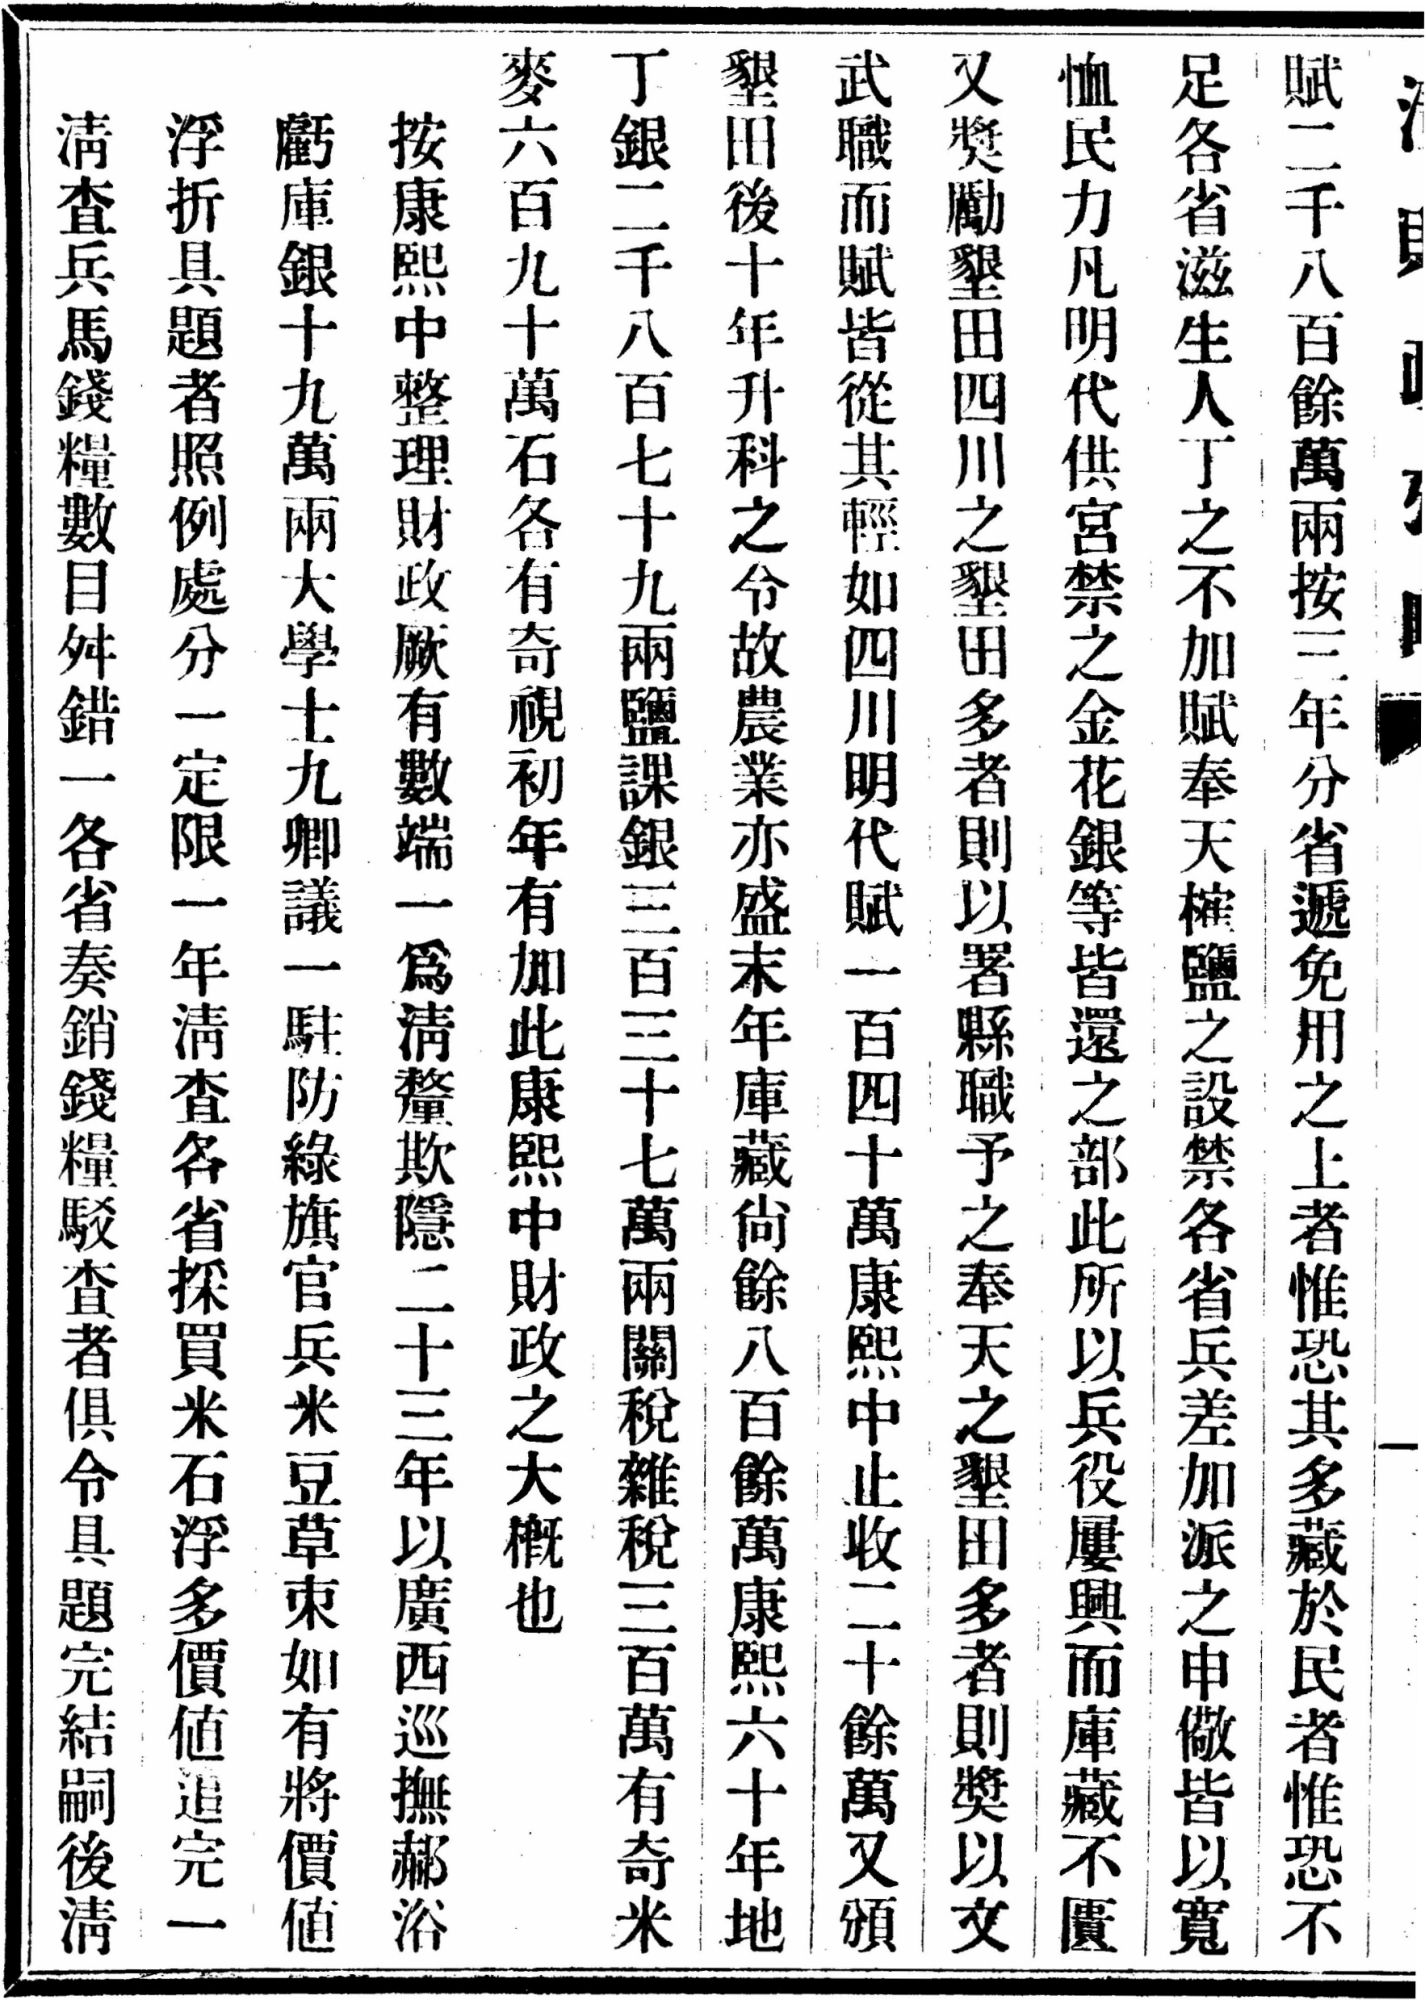 賦二千八百餘萬兩按三年分省遞免用之上者惟恐其多藏於民者惟恐不
足各省滋生人丁之不加賦奉天榷鹽之設禁各省兵差加派之申儆皆以寬
恤民力凡明代供宮禁之金花銀等皆還之部此所以兵役屢興而庫藏不匱
又獎勵墾田四川之墾田多者則以署縣職予之奉天之墾田多者則獎以文
武職而賦皆從其輕如四川明代賦一百四十萬康熙中止收二十餘萬又頒
墾田後十年升科之令故農業亦盛末年庫藏尙餘八百餘萬康熙六十年地
丁銀二千八百七十九兩鹽課銀三百三十七萬兩關稅雜稅三百萬有奇米
麥六百九十萬石各有奇視初年有加此康熙中財政之大槪也
按康熙中整理財政厥有數端一爲淸釐欺隱二十三年以廣西巡撫郝浴
虧庫銀十九萬兩大學士九卿議一駐防綠旗官兵米豆草束如有將價値
浮折具題者照例處分一定限一年淸查各省採買米石浮多價値追完一
淸查兵馬錢糧數目舛錯一各省奏銷錢糧駁查者俱令具題完結嗣後淸
一